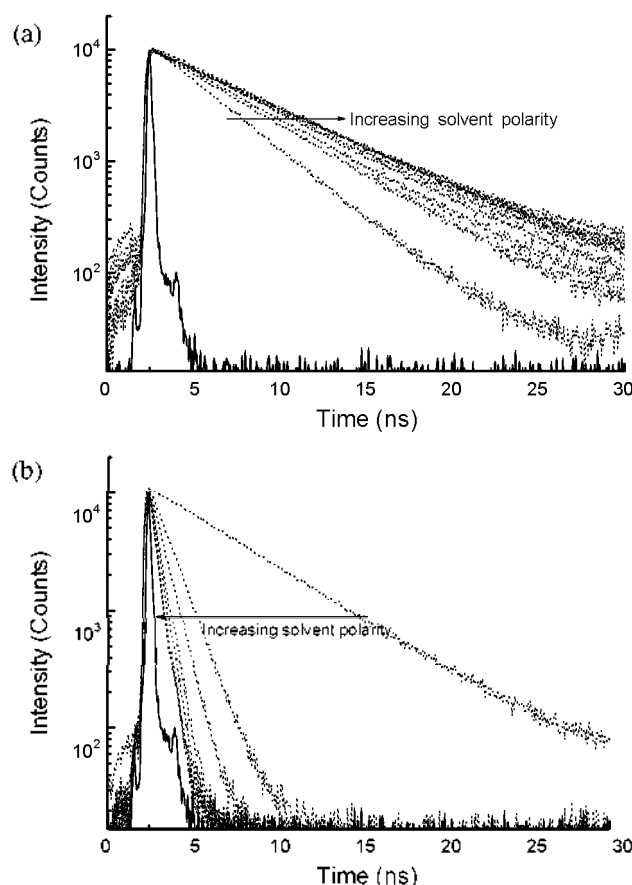 (a)
10⁴
10³
10²
Increasing solvent polarity
Intensity (Counts)
0 5 10 15 20 25 30
Time (ns)
(b)
10⁴
10³
10²
Increasing solvent polarity
Intensity (Counts)
0 5 10 15 20 25 30
Time (ns)